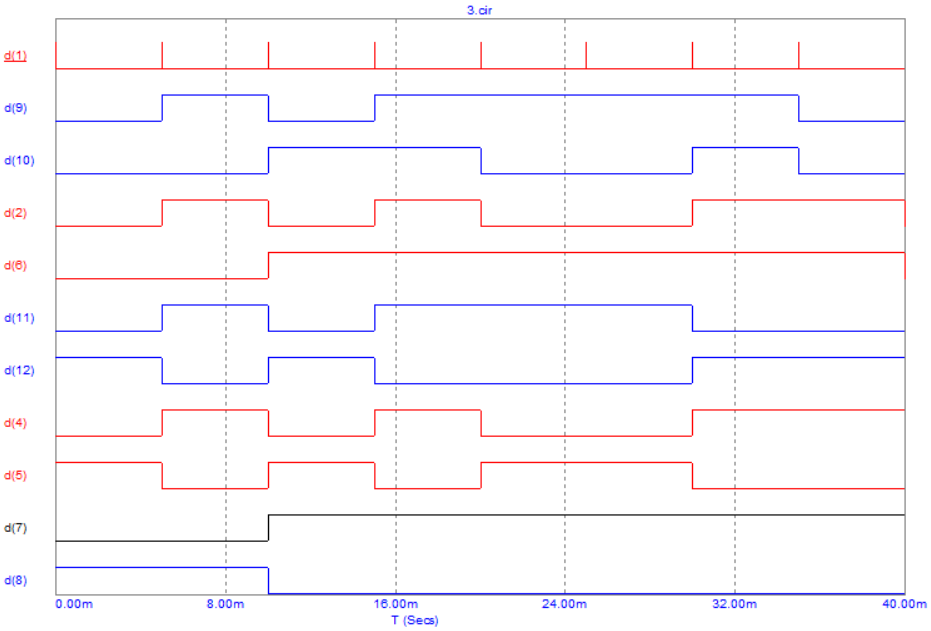 3.cir
d(1)
d(9)
d(10)
d(2)
d(6)
d(11)
d(12)
d(4)
d(5)
d(7)
d(8)
0.00m 8.00m 16.00m 24.00m 32.00m 40.00m
T (Secs)